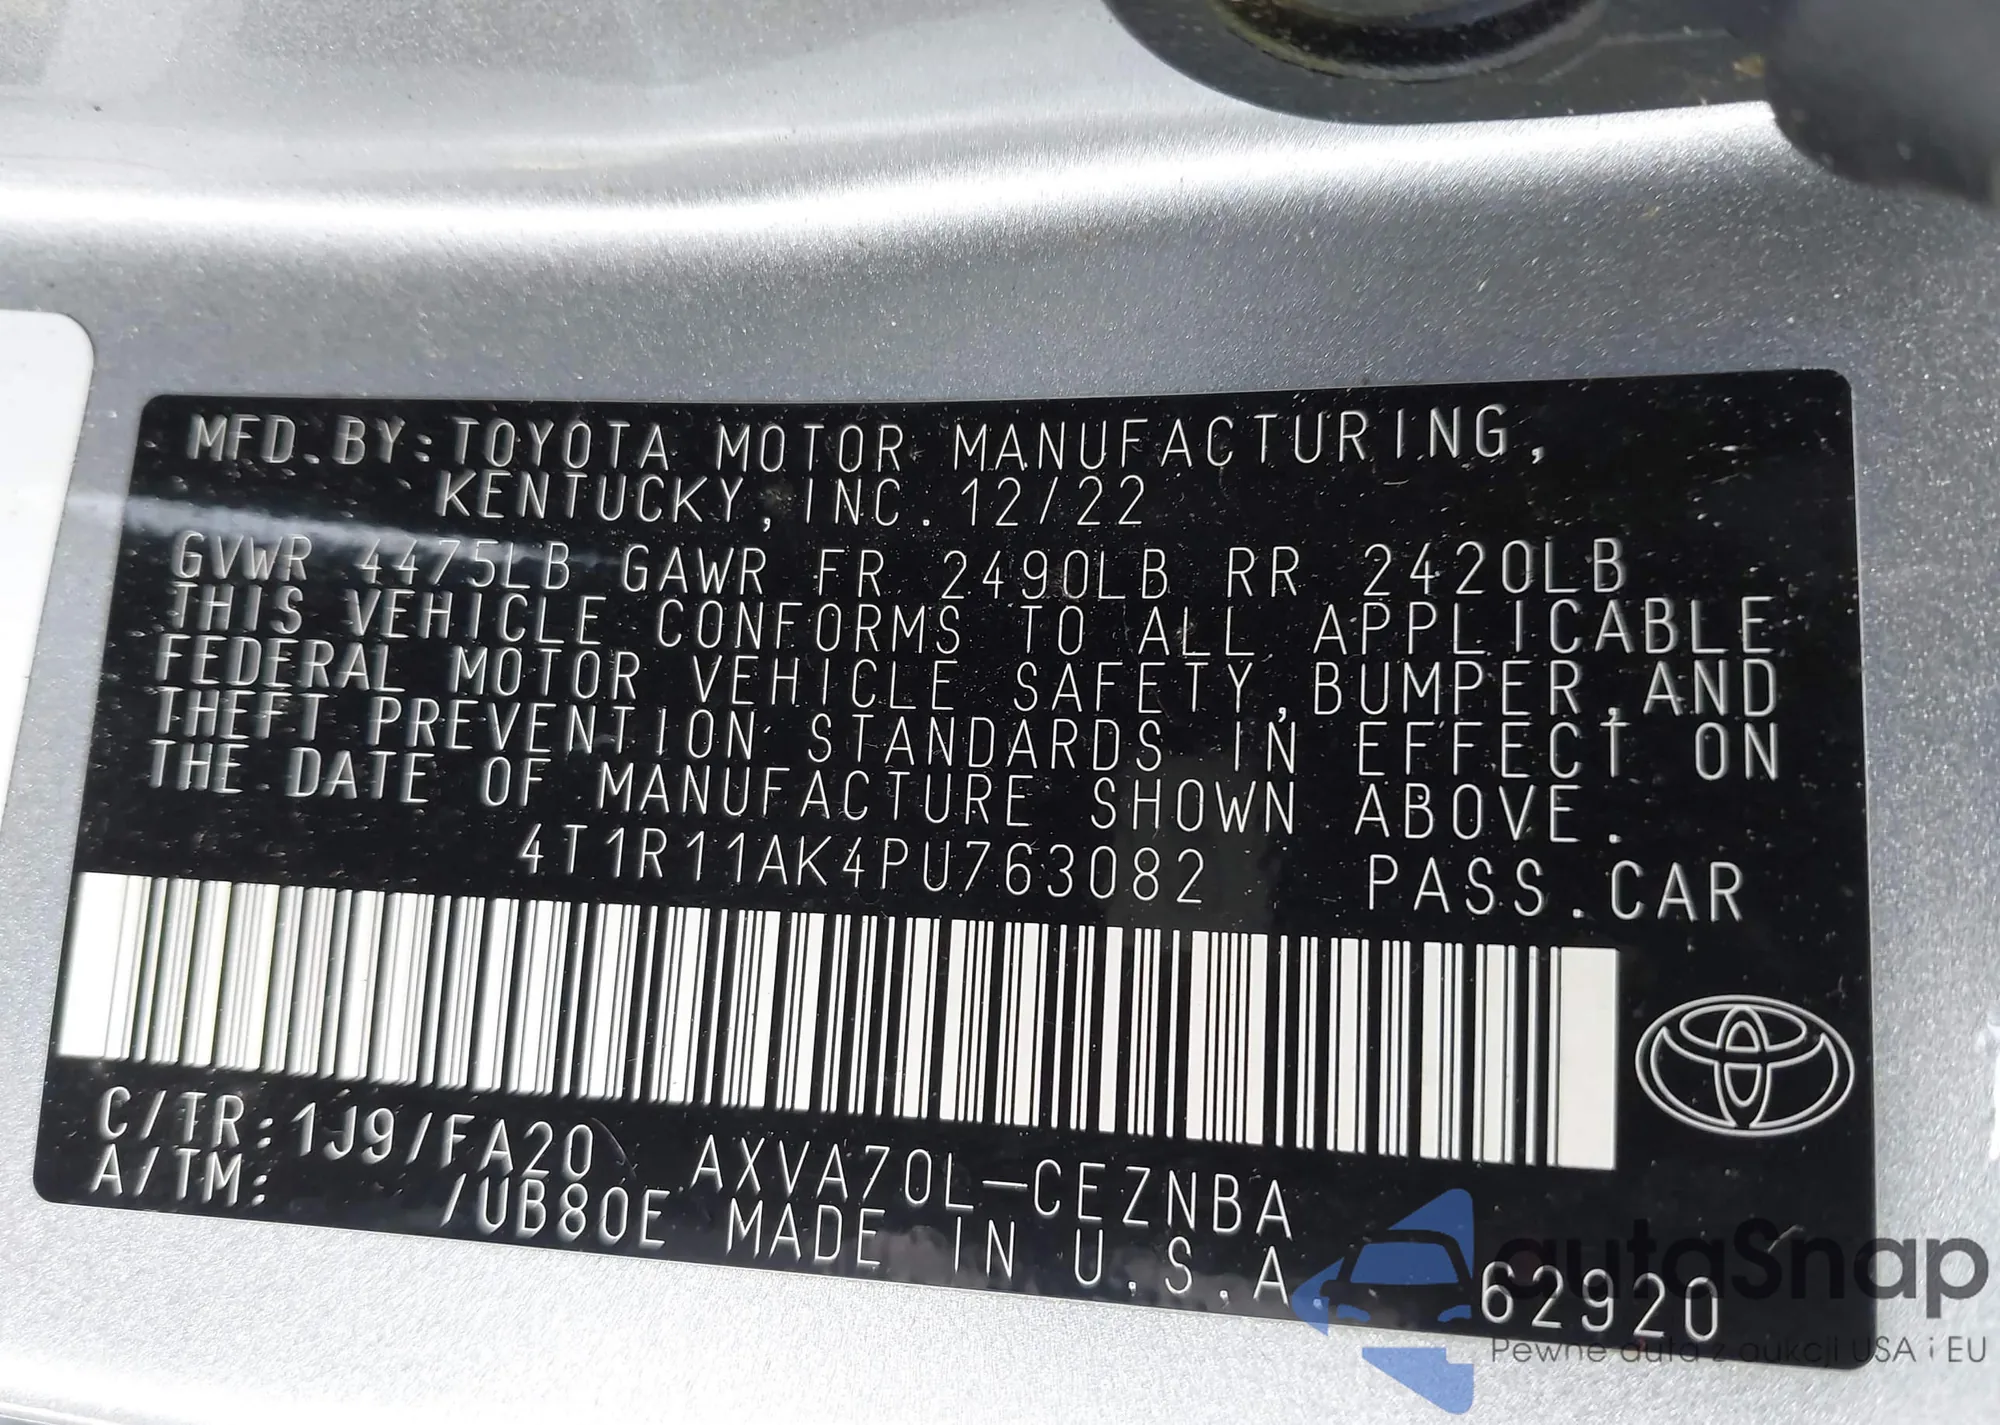 MFD.BY:TOYOTA MOTOR MANUFACTURING,
KENTUCKY, INC. 12/22
GVWR 4475LB GAWR FR 2490LB RR 2420LB
THIS VEHICLE CONFORMS TO ALL APPLICABLE
FEDERAL MOTOR VEHICLE SAFETY,BUMPER,AND
THEFT PREVENTION STANDARDS IN EFFECT ON
THE DATE OF MANUFACTURE SHOWN ABOVE.
4T1R11AK4PU763082 PASS.CAR
C/TR:1J9/FA20 AXVA70L-CEZNBA
A/TM: /UB80E MADE IN U.S.A. 62920
autaSnap
Pewne auta z aukcji USA i EU